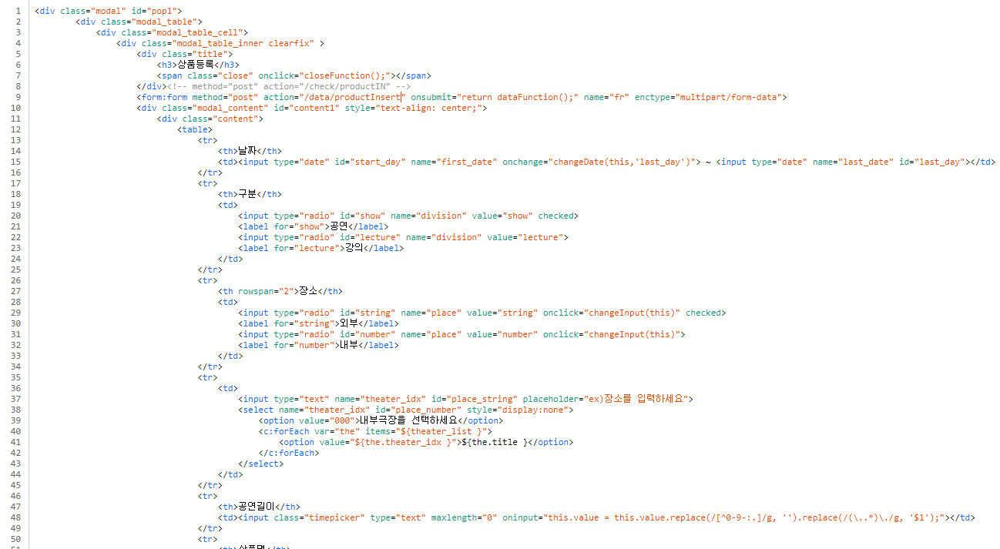 1 <div class="modal" id="pop1">
2 <div class="modal_table">
3 <div class="modal_table_cell">
4 <div class="modal_table_inner clearfix" >
5 <div class="title">
6 <h3>상품등록</h3>
7 <span class="close" onclick="closeFunction();"></span>
8 </div><!-- method="post" action="/check/productIN" -->
9 <form:form method="post" action="/data/productInsert" onsubmit="return dataFunction();" name="fr" enctype="multipart/form-data">
10 <div class="modal_content" id="content1" style="text-align: center;">
11 <div class="content">
12 <table>
13 <tr>
14 <th>날짜</th>
15 <td><input type="date" id="start_day" name="first_date" onchange="changeDate(this,'last_day')"> ~ <input type="date" name="last_date" id="last_day"></td>
16 </tr>
17 <tr>
18 <th>구분</th>
19 <td>
20 <input type="radio" id="show" name="division" value="show" checked>
21 <label for="show">공연</label>
22 <input type="radio" id="lecture" name="division" value="lecture">
23 <label for="lecture">강의</label>
24 </td>
25 </tr>
26 <tr>
27 <th rowspan="2">장소</th>
28 <td>
29 <input type="radio" id="string" name="place" value="string" onclick="changeInput(this)" checked>
30 <label for="string">외부</label>
31 <input type="radio" id="number" name="place" value="number" onclick="changeInput(this)">
32 <label for="number">내부</label>
33 </td>
34 </tr>
35 <tr>
36 <td>
37 <input type="text" name="theater_idx" id="place_string" placeholder="ex)장소를 입력하세요">
38 <select name="theater_idx" id="place_number" style="display:none">
39 <option value="000">내부극장을 선택하세요</option>
40 <c:forEach var="the" items="${theater_list }">
41 <option value="${the.theater_idx }">${the.title }</option>
42 </c:forEach>
43 </select>
44 </td>
45 </tr>
46 <tr>
47 <th>공연길이</th>
48 <td><input class="timepicker" type="text" maxlength="0" oninput="this.value = this.value.replace(/[^0-9-:.]/g, '').replace(/(\..*)\./g, '$1');"></td>
49 </tr>
50 <tr>
51 <th>상품명</th>